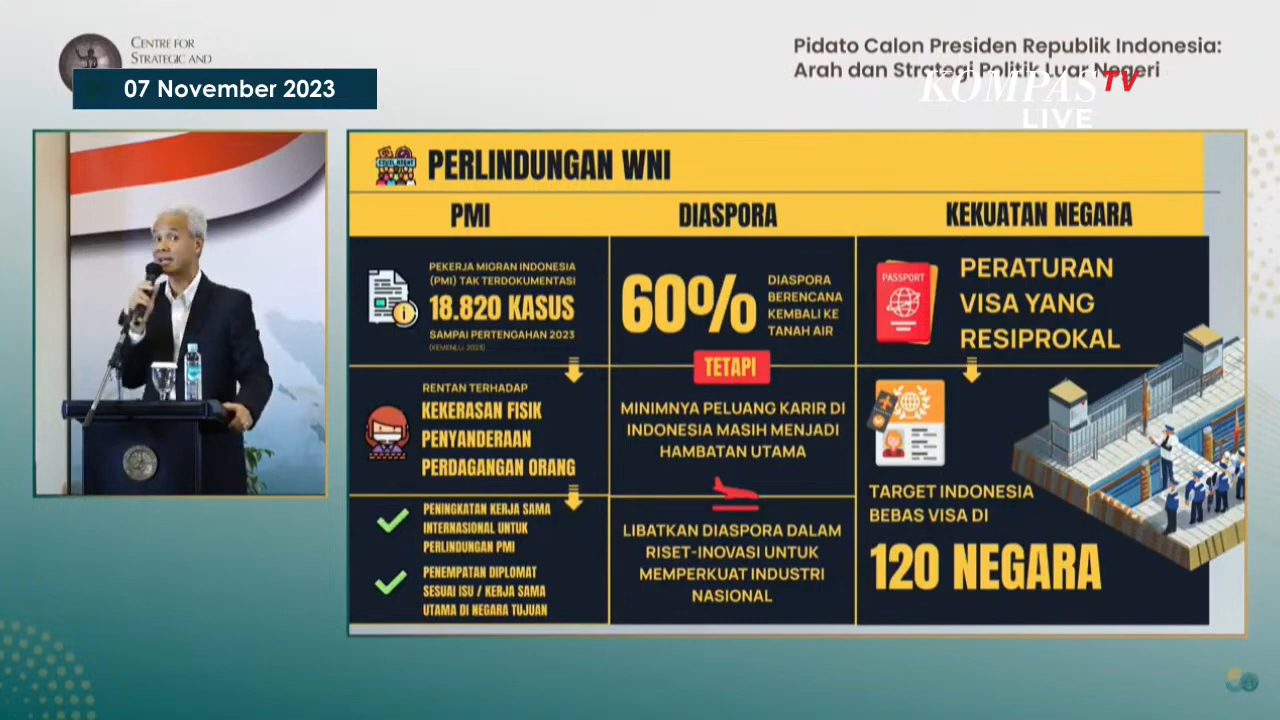 CENTRE FOR
STRATEGIC AND
07 November 2023
Pidato Calon Presiden Republik Indonesia:
Arah dan Strategi Politik Luar Negeri
KOMPAS TV
LIVE
CIVIL RIGHT
PERLINDUNGAN WNI
PMI
PEKERJA MIGRAN INDONESIA
(PMI) TAK TERDOKUMENTASI
18.820 KASUS
SAMPAI PERTENGAHAN 2023
(KEMENLU, 2023)
RENTAN TERHADAP
KEKERASAN FISIK
PENYANDERAAN
PERDAGANGAN ORANG
PENINGKATAN KERJA SAMA
INTERNASIONAL UNTUK
PERLINDUNGAN PMI
PENEMPATAN DIPLOMAT
SESUAI ISU / KERJA SAMA
UTAMA DI NEGARA TUJUAN
DIASPORA
60%
DIASPORA
BERENCANA
KEMBALI KE
TANAH AIR
TETAPI
MINIMNYA PELUANG KARIR DI
INDONESIA MASIH MENJADI
HAMBATAN UTAMA
LIBATKAN DIASPORA DALAM
RISET-INOVASI UNTUK
MEMPERKUAT INDUSTRI
NASIONAL
KEKUATAN NEGARA
PASSPORT
PERATURAN
VISA YANG
RESIPROKAL
TARGET INDONESIA
BEBAS VISA DI
120 NEGARA